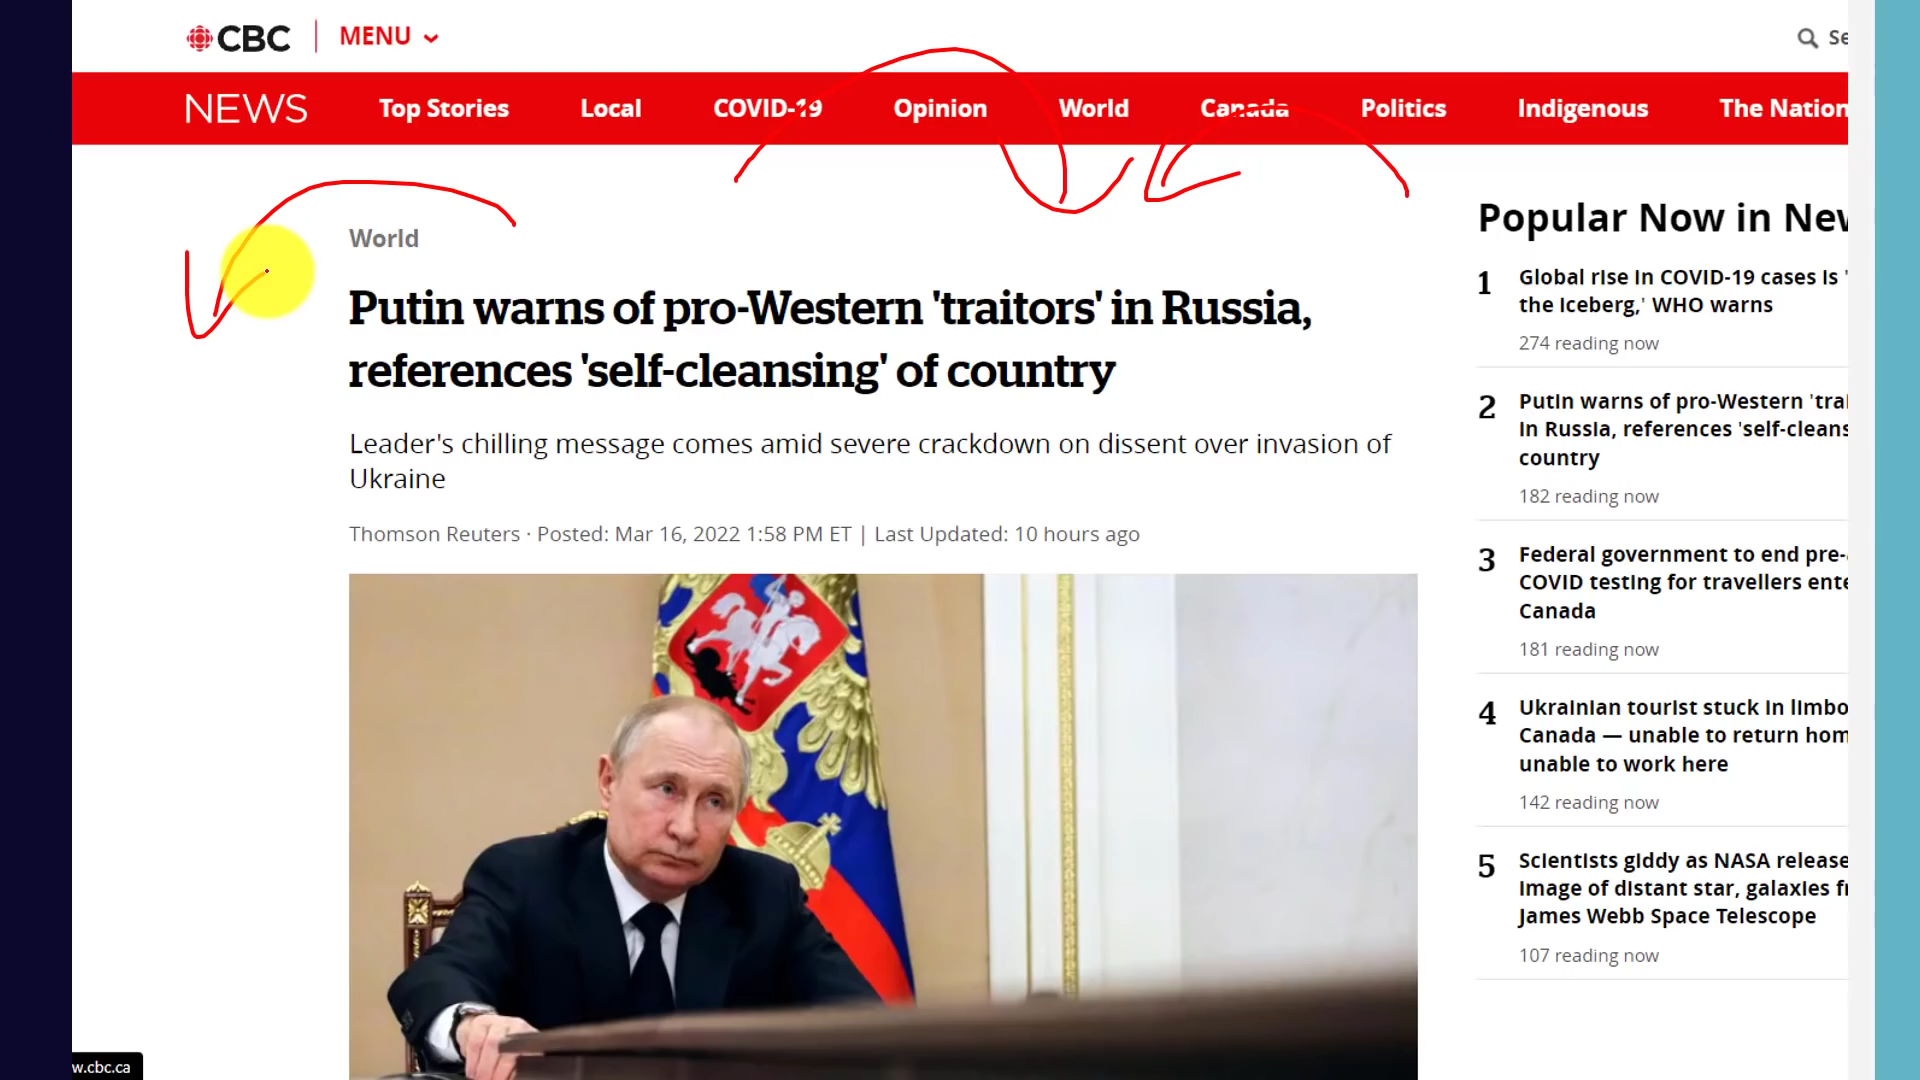 CBC
MENU
Se
NEWS
Top Stories
Local
COVID-19
Opinion
World
Canada
Politics
Indigenous
The Nation
World
Putin warns of pro-Western 'traitors' in Russia,
references 'self-cleansing' of country
Leader's chilling message comes amid severe crackdown on dissent over invasion of
Ukraine
Thomson Reuters · Posted: Mar 16, 2022 1:58 PM ET | Last Updated: 10 hours ago
Popular Now in New
1
Global rise in COVID-19 cases is '
the iceberg,' WHO warns
274 reading now
2
Putin warns of pro-Western 'trai
in Russia, references 'self-cleans
country
182 reading now
3
Federal government to end pre-
COVID testing for travellers ente
Canada
181 reading now
4
Ukrainian tourist stuck in limbo
Canada — unable to return hom
unable to work here
142 reading now
5
Scientists giddy as NASA release
image of distant star, galaxies f
James Webb Space Telescope
107 reading now
w.cbc.ca